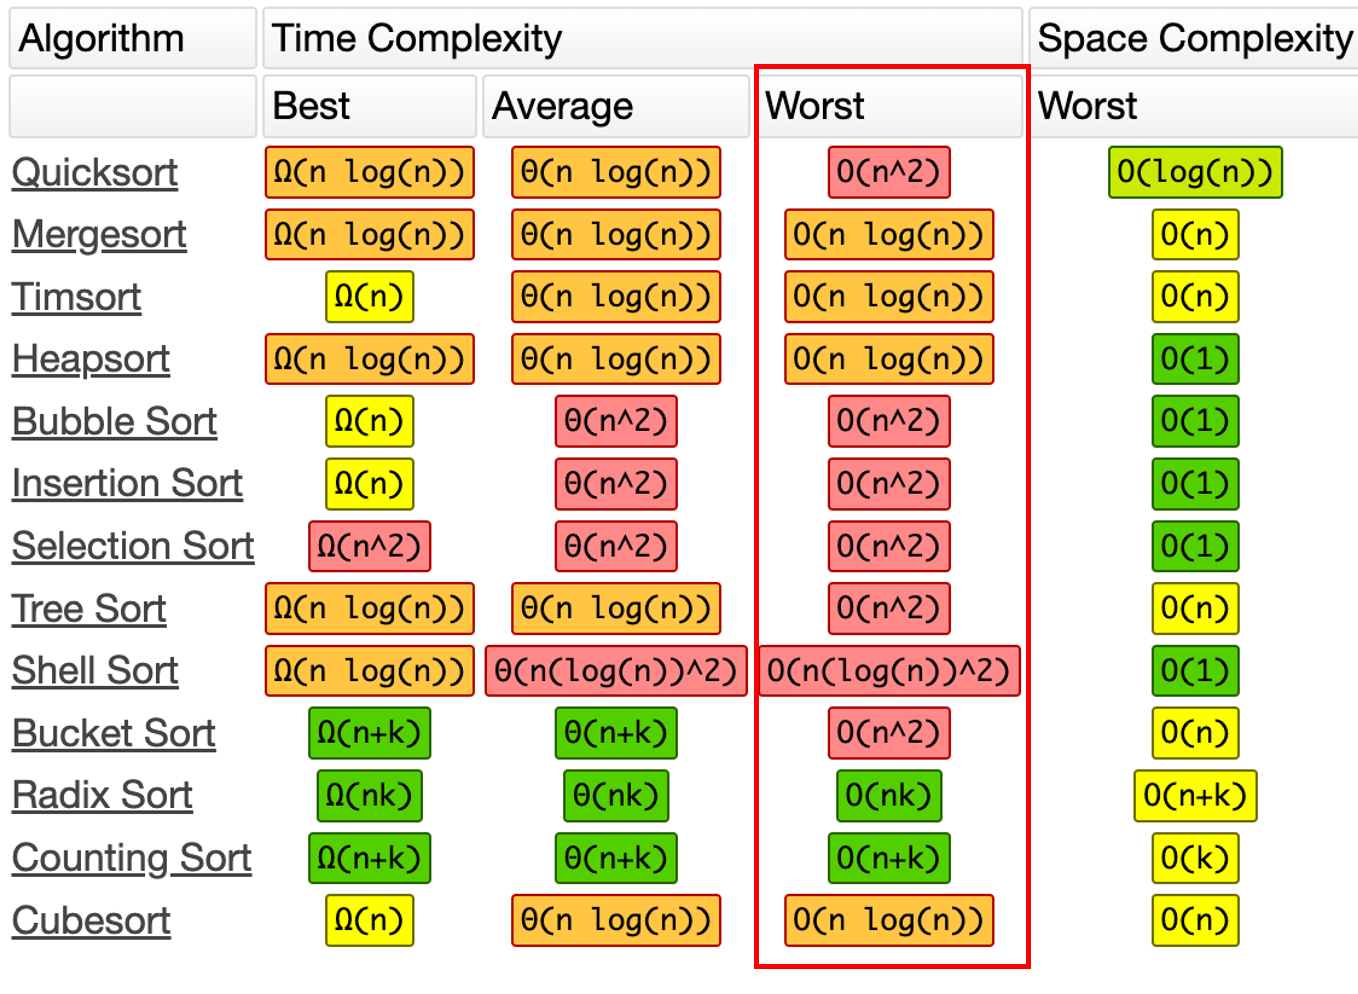 Algorithm Time Complexity Space Complexity
Best Average Worst Worst
Quicksort Ω(n log(n)) Θ(n log(n)) O(n^2) O(log(n))
Mergesort Ω(n log(n)) Θ(n log(n)) O(n log(n)) O(n)
Timsort Ω(n) Θ(n log(n)) O(n log(n)) O(n)
Heapsort Ω(n log(n)) Θ(n log(n)) O(n log(n)) O(1)
Bubble Sort Ω(n) Θ(n^2) O(n^2) O(1)
Insertion Sort Ω(n) Θ(n^2) O(n^2) O(1)
Selection Sort Ω(n^2) Θ(n^2) O(n^2) O(1)
Tree Sort Ω(n log(n)) Θ(n log(n)) O(n^2) O(n)
Shell Sort Ω(n log(n)) Θ(n(log(n))^2) O(n(log(n))^2) O(1)
Bucket Sort Ω(n+k) Θ(n+k) O(n^2) O(n)
Radix Sort Ω(nk) Θ(nk) O(nk) O(n+k)
Counting Sort Ω(n+k) Θ(n+k) O(n+k) O(k)
Cubesort Ω(n) Θ(n log(n)) O(n log(n)) O(n)